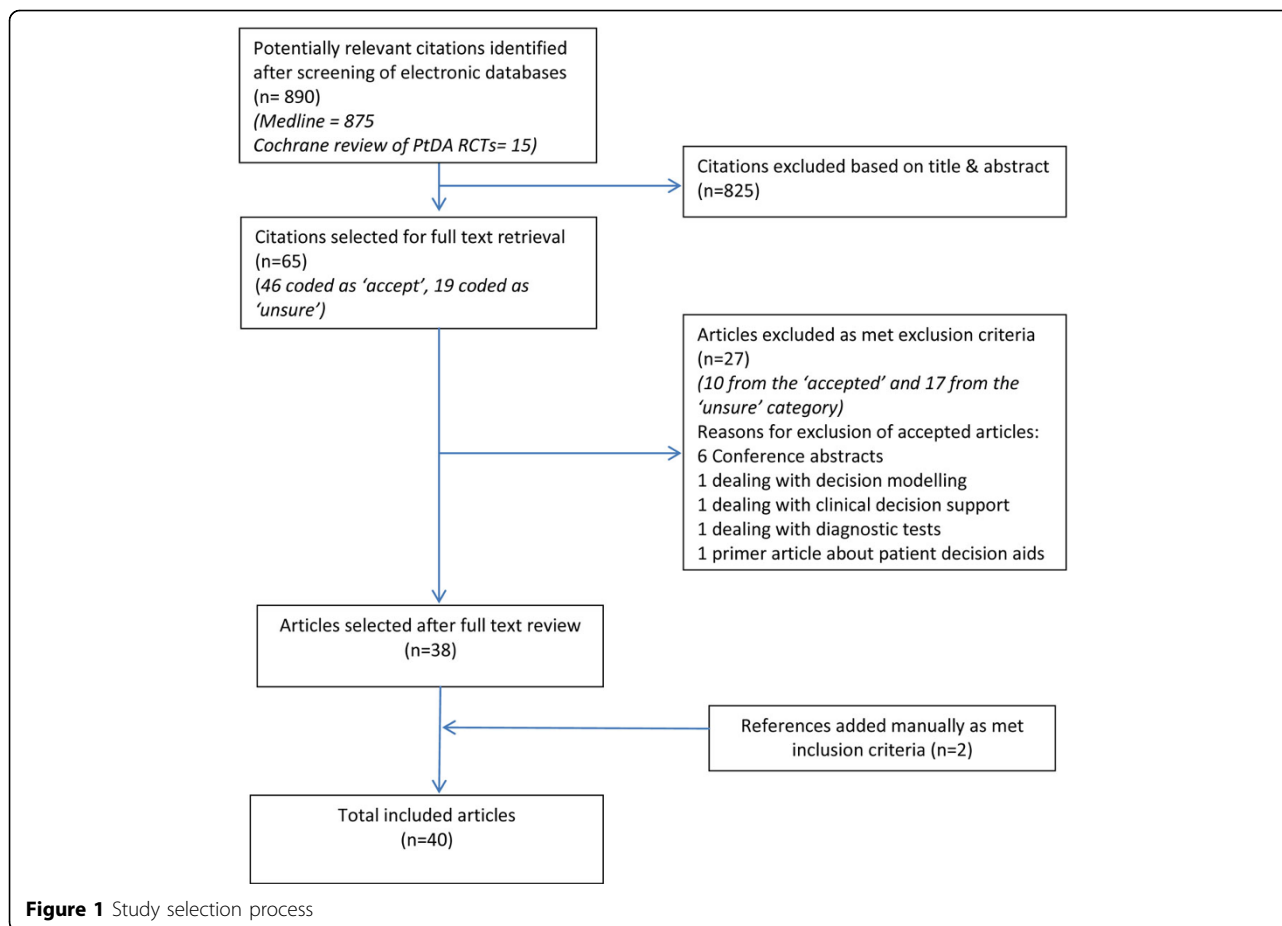 Potentially relevant citations identified
after screening of electronic databases
(n= 890)
(Medline = 875
Cochrane review of PtDA RCTs= 15)
Citations excluded based on title & abstract
(n=825)
Citations selected for full text retrieval
(n=65)
(46 coded as ‘accept’, 19 coded as
‘unsure’)
Articles excluded as met exclusion criteria
(n=27)
(10 from the ‘accepted’ and 17 from the
‘unsure’ category)
Reasons for exclusion of accepted articles:
6 Conference abstracts
1 dealing with decision modelling
1 dealing with clinical decision support
1 dealing with diagnostic tests
1 primer article about patient decision aids
Articles selected after full text review
(n=38)
References added manually as met
inclusion criteria (n=2)
Total included articles
(n=40)
Figure 1 Study selection process